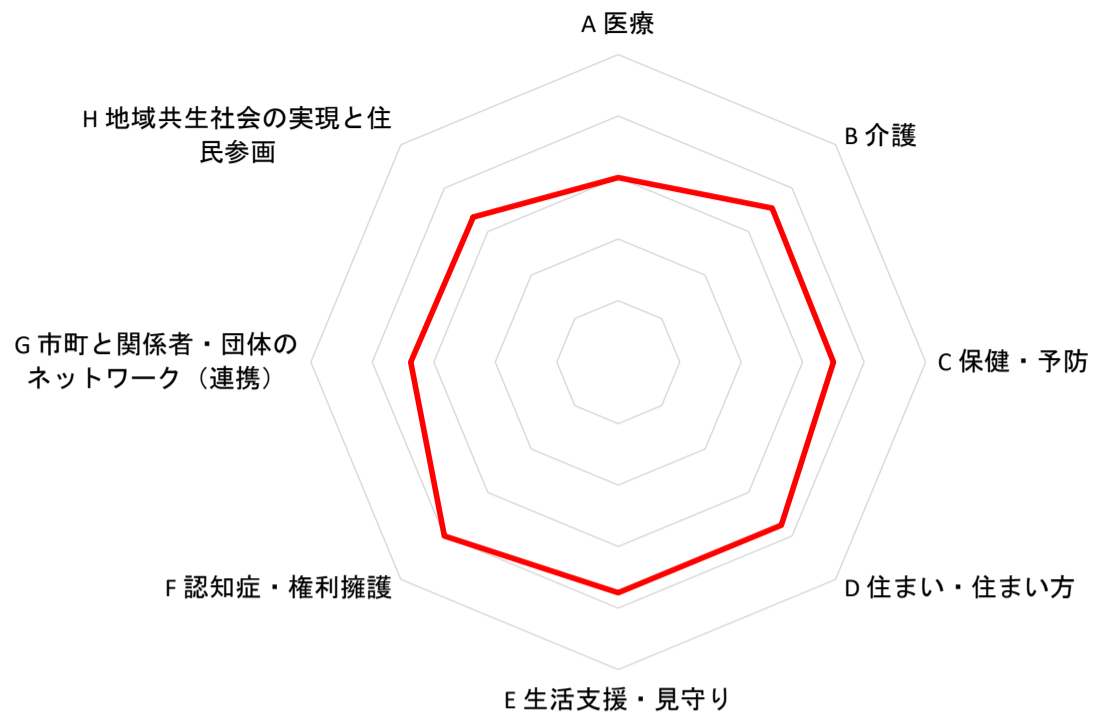 A 医療
B 介護
C 保健・予防
D 住まい・住まい方
E 生活支援・見守り
F 認知症・権利擁護
G 市町と関係者・団体の
ネットワーク（連携）
H 地域共生社会の実現と住
民参画